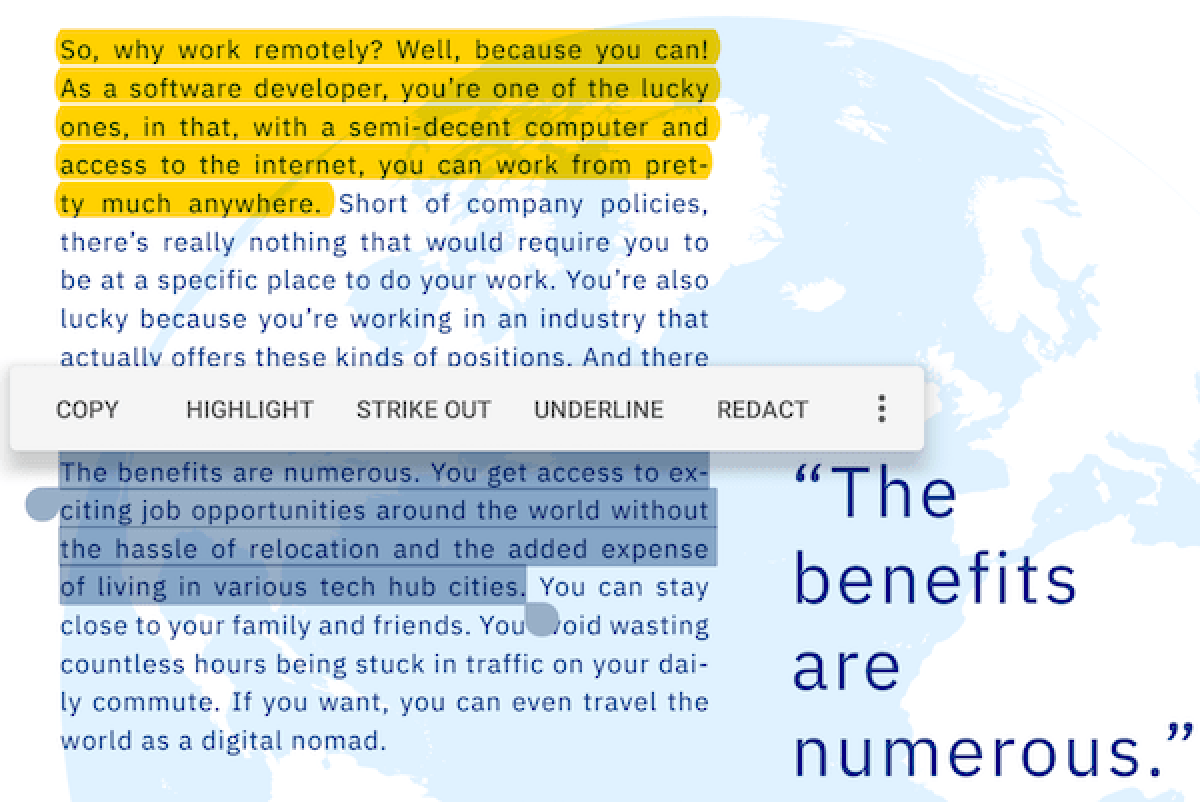 So, why work remotely? Well, because you can!
As a software developer, you’re one of the lucky
ones, in that, with a semi-decent computer and
access to the internet, you can work from pret-
ty much anywhere. Short of company policies,
there’s really nothing that would require you to
be at a specific place to do your work. You’re also
lucky because you’re working in an industry that
actually offers these kinds of positions. And there
COPY HIGHLIGHT STRIKE OUT UNDERLINE REDACT
The benefits are numerous. You get access to ex-
citing job opportunities around the world without
the hassle of relocation and the added expense
of living in various tech hub cities. You can stay
close to your family and friends. You wasting
countless hours being stuck in traffic on your dai-
ly commute. If you want, you can even travel the
world as a digital nomad.
“The
benefits
are
numerous.”